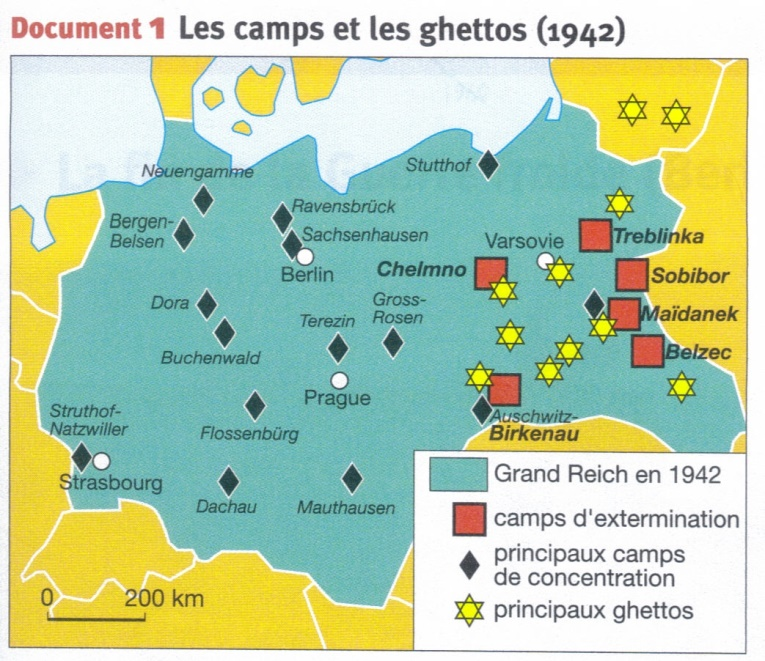 Document 1 Les camps et les ghettos (1942)
Neuengamme
Stutthof
Ravensbrück
Bergen-
Belsen
Sachsenhausen
Varsovie
Treblinka
Berlin
Chelmno
Sobibor
Dora
Gross-
Rosen
Terezin
Maïdanek
Buchenwald
Belzec
Prague
Struthof-
Natzwiller
Flossenbürg
Auschwitz-
Birkenau
Strasbourg
Dachau
Mauthausen
Grand Reich en 1942
camps d'extermination
principaux camps
de concentration
principaux ghettos
0 200 km